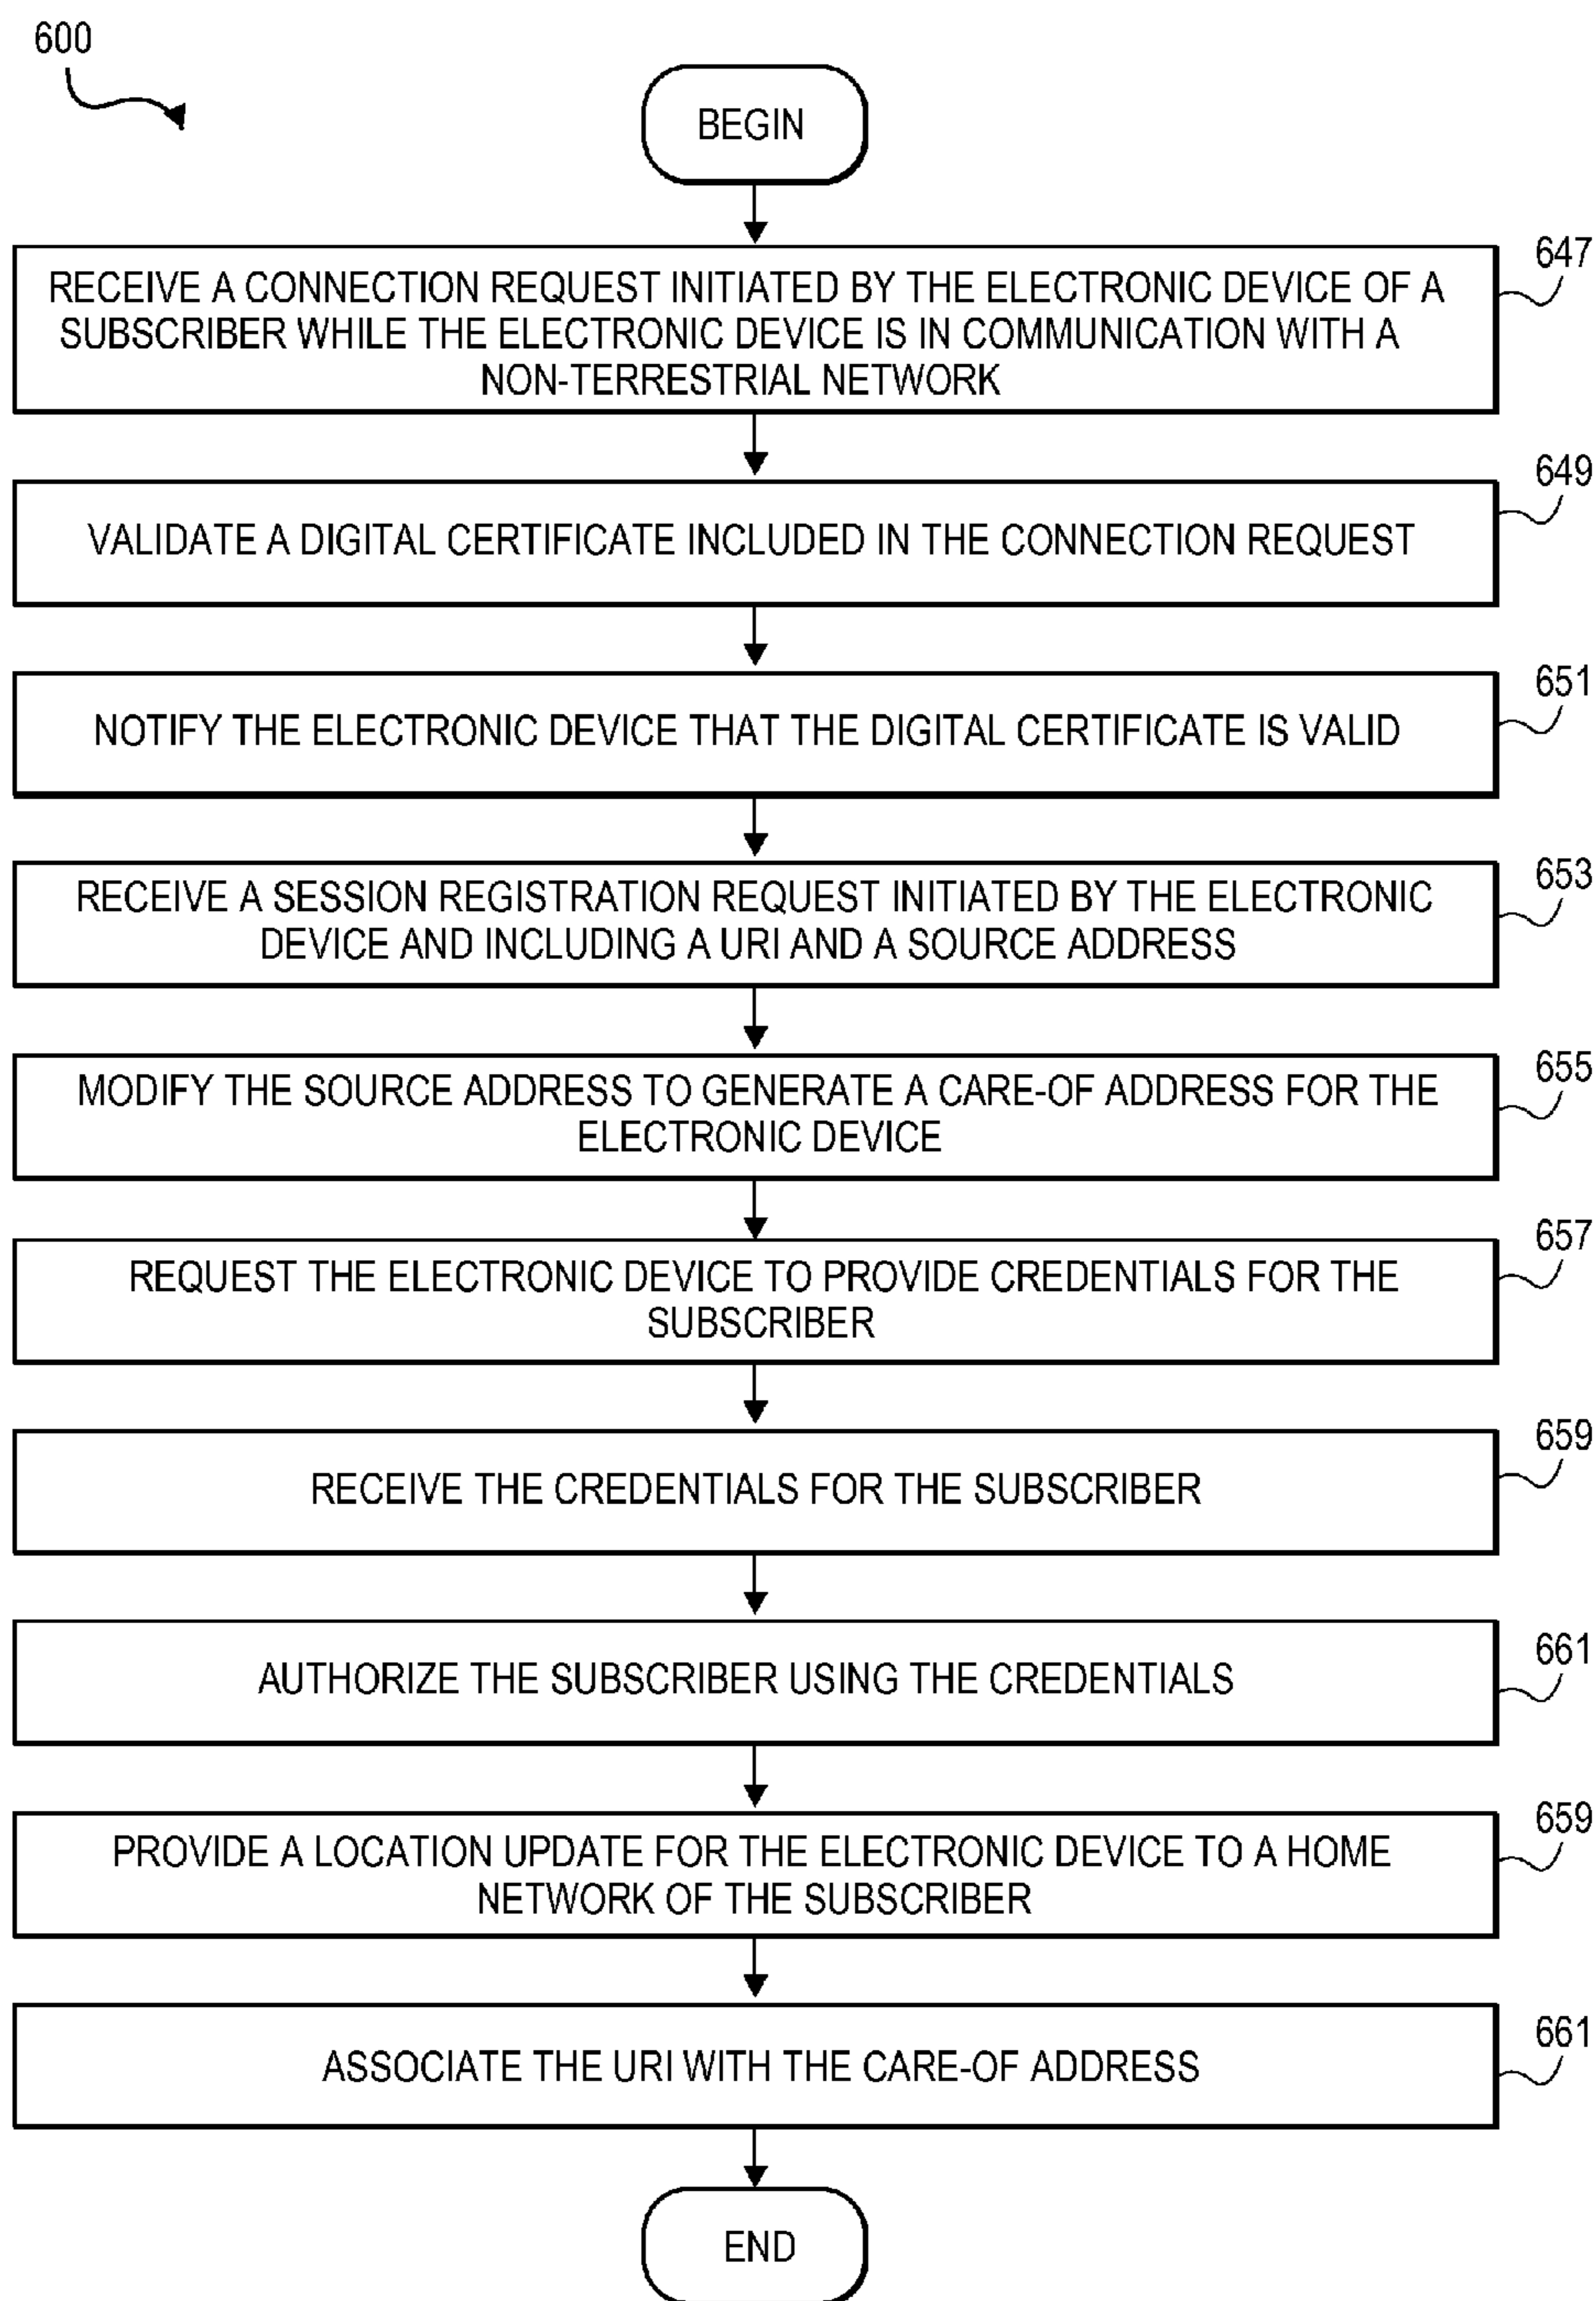 600
BEGIN
647
RECEIVE A CONNECTION REQUEST INITIATED BY THE ELECTRONIC DEVICE OF A
SUBSCRIBER WHILE THE ELECTRONIC DEVICE IS IN COMMUNICATION WITH A
NON-TERRESTRIAL NETWORK
649
VALIDATE A DIGITAL CERTIFICATE INCLUDED IN THE CONNECTION REQUEST
651
NOTIFY THE ELECTRONIC DEVICE THAT THE DIGITAL CERTIFICATE IS VALID
653
RECEIVE A SESSION REGISTRATION REQUEST INITIATED BY THE ELECTRONIC
DEVICE AND INCLUDING A URI AND A SOURCE ADDRESS
655
MODIFY THE SOURCE ADDRESS TO GENERATE A CARE-OF ADDRESS FOR THE
ELECTRONIC DEVICE
657
REQUEST THE ELECTRONIC DEVICE TO PROVIDE CREDENTIALS FOR THE
SUBSCRIBER
659
RECEIVE THE CREDENTIALS FOR THE SUBSCRIBER
661
AUTHORIZE THE SUBSCRIBER USING THE CREDENTIALS
659
PROVIDE A LOCATION UPDATE FOR THE ELECTRONIC DEVICE TO A HOME
NETWORK OF THE SUBSCRIBER
661
ASSOCIATE THE URI WITH THE CARE-OF ADDRESS
END